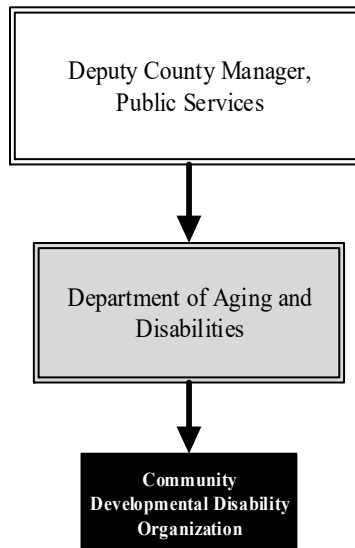 Deputy County Manager,
Public Services
Department of Aging and
Disabilities
Community
Developmental Disability
Organization